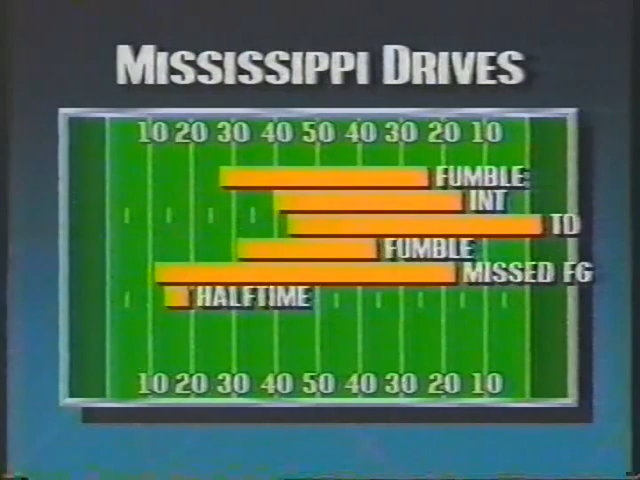 MISSISSIPPI DRIVES
10 20 30 40 50 40 30 20 10
FUMBLE
INT
TD
FUMBLE
MISSED FG
HALFTIME
10 20 30 40 50 40 30 20 10